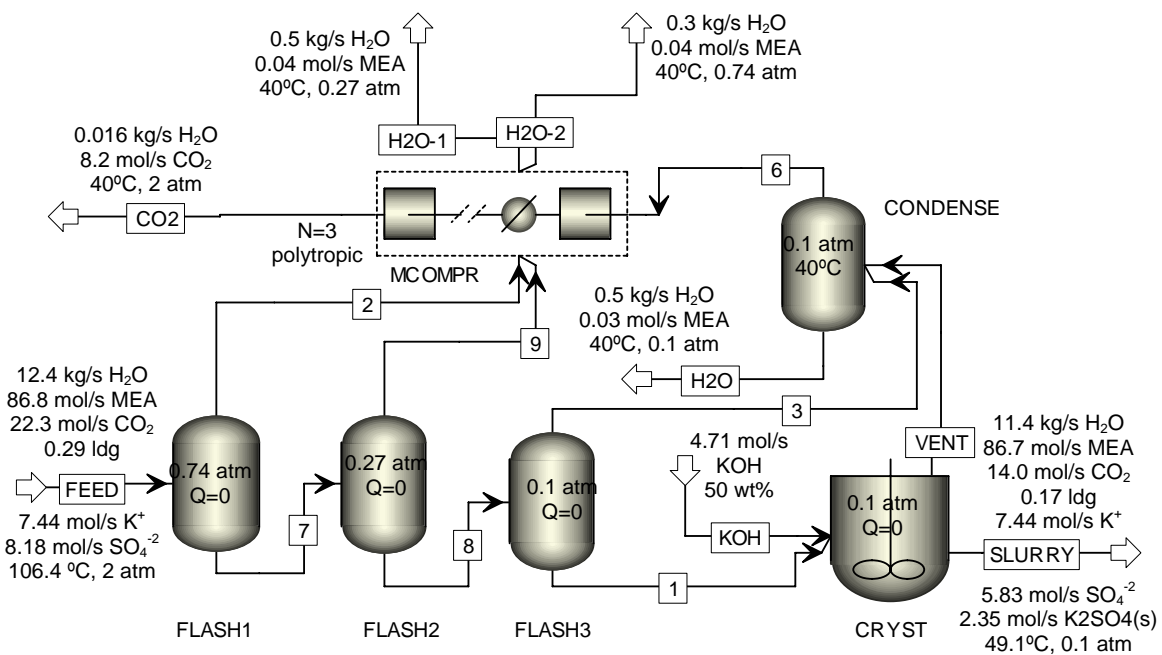 0.5 kg/s H₂O
0.04 mol/s MEA
40ºC, 0.27 atm
0.3 kg/s H₂O
0.04 mol/s MEA
40ºC, 0.74 atm
H2O-1
H2O-2
0.016 kg/s H₂O
8.2 mol/s CO₂
40ºC, 2 atm
CO2
N=3
polytropic
MCOMPR
6
CONDENSE
0.1 atm
40ºC
0.5 kg/s H₂O
0.03 mol/s MEA
40ºC, 0.1 atm
H2O
2
9
3
12.4 kg/s H₂O
86.8 mol/s MEA
22.3 mol/s CO₂
0.29 ldg
FEED
7.44 mol/s K⁺
8.18 mol/s SO₄⁻²
106.4 ºC, 2 atm
0.74 atm
Q=0
FLASH1
7
0.27 atm
Q=0
FLASH2
8
0.1 atm
Q=0
FLASH3
1
4.71 mol/s
KOH
50 wt%
KOH
VENT
0.1 atm
Q=0
CRYST
11.4 kg/s H₂O
86.7 mol/s MEA
14.0 mol/s CO₂
0.17 ldg
7.44 mol/s K⁺
SLURRY
5.83 mol/s SO₄⁻²
2.35 mol/s K2SO4(s)
49.1ºC, 0.1 atm